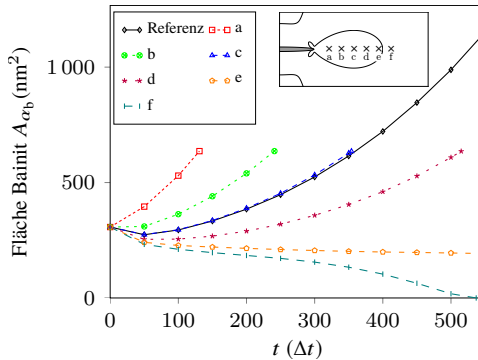 Referenz
a
b
c
d
e
f
a b c d e f
1 000
500
0
0 100 200 300 400 500
Fläche Bainit A_{α_b} (nm²)
t (Δt)